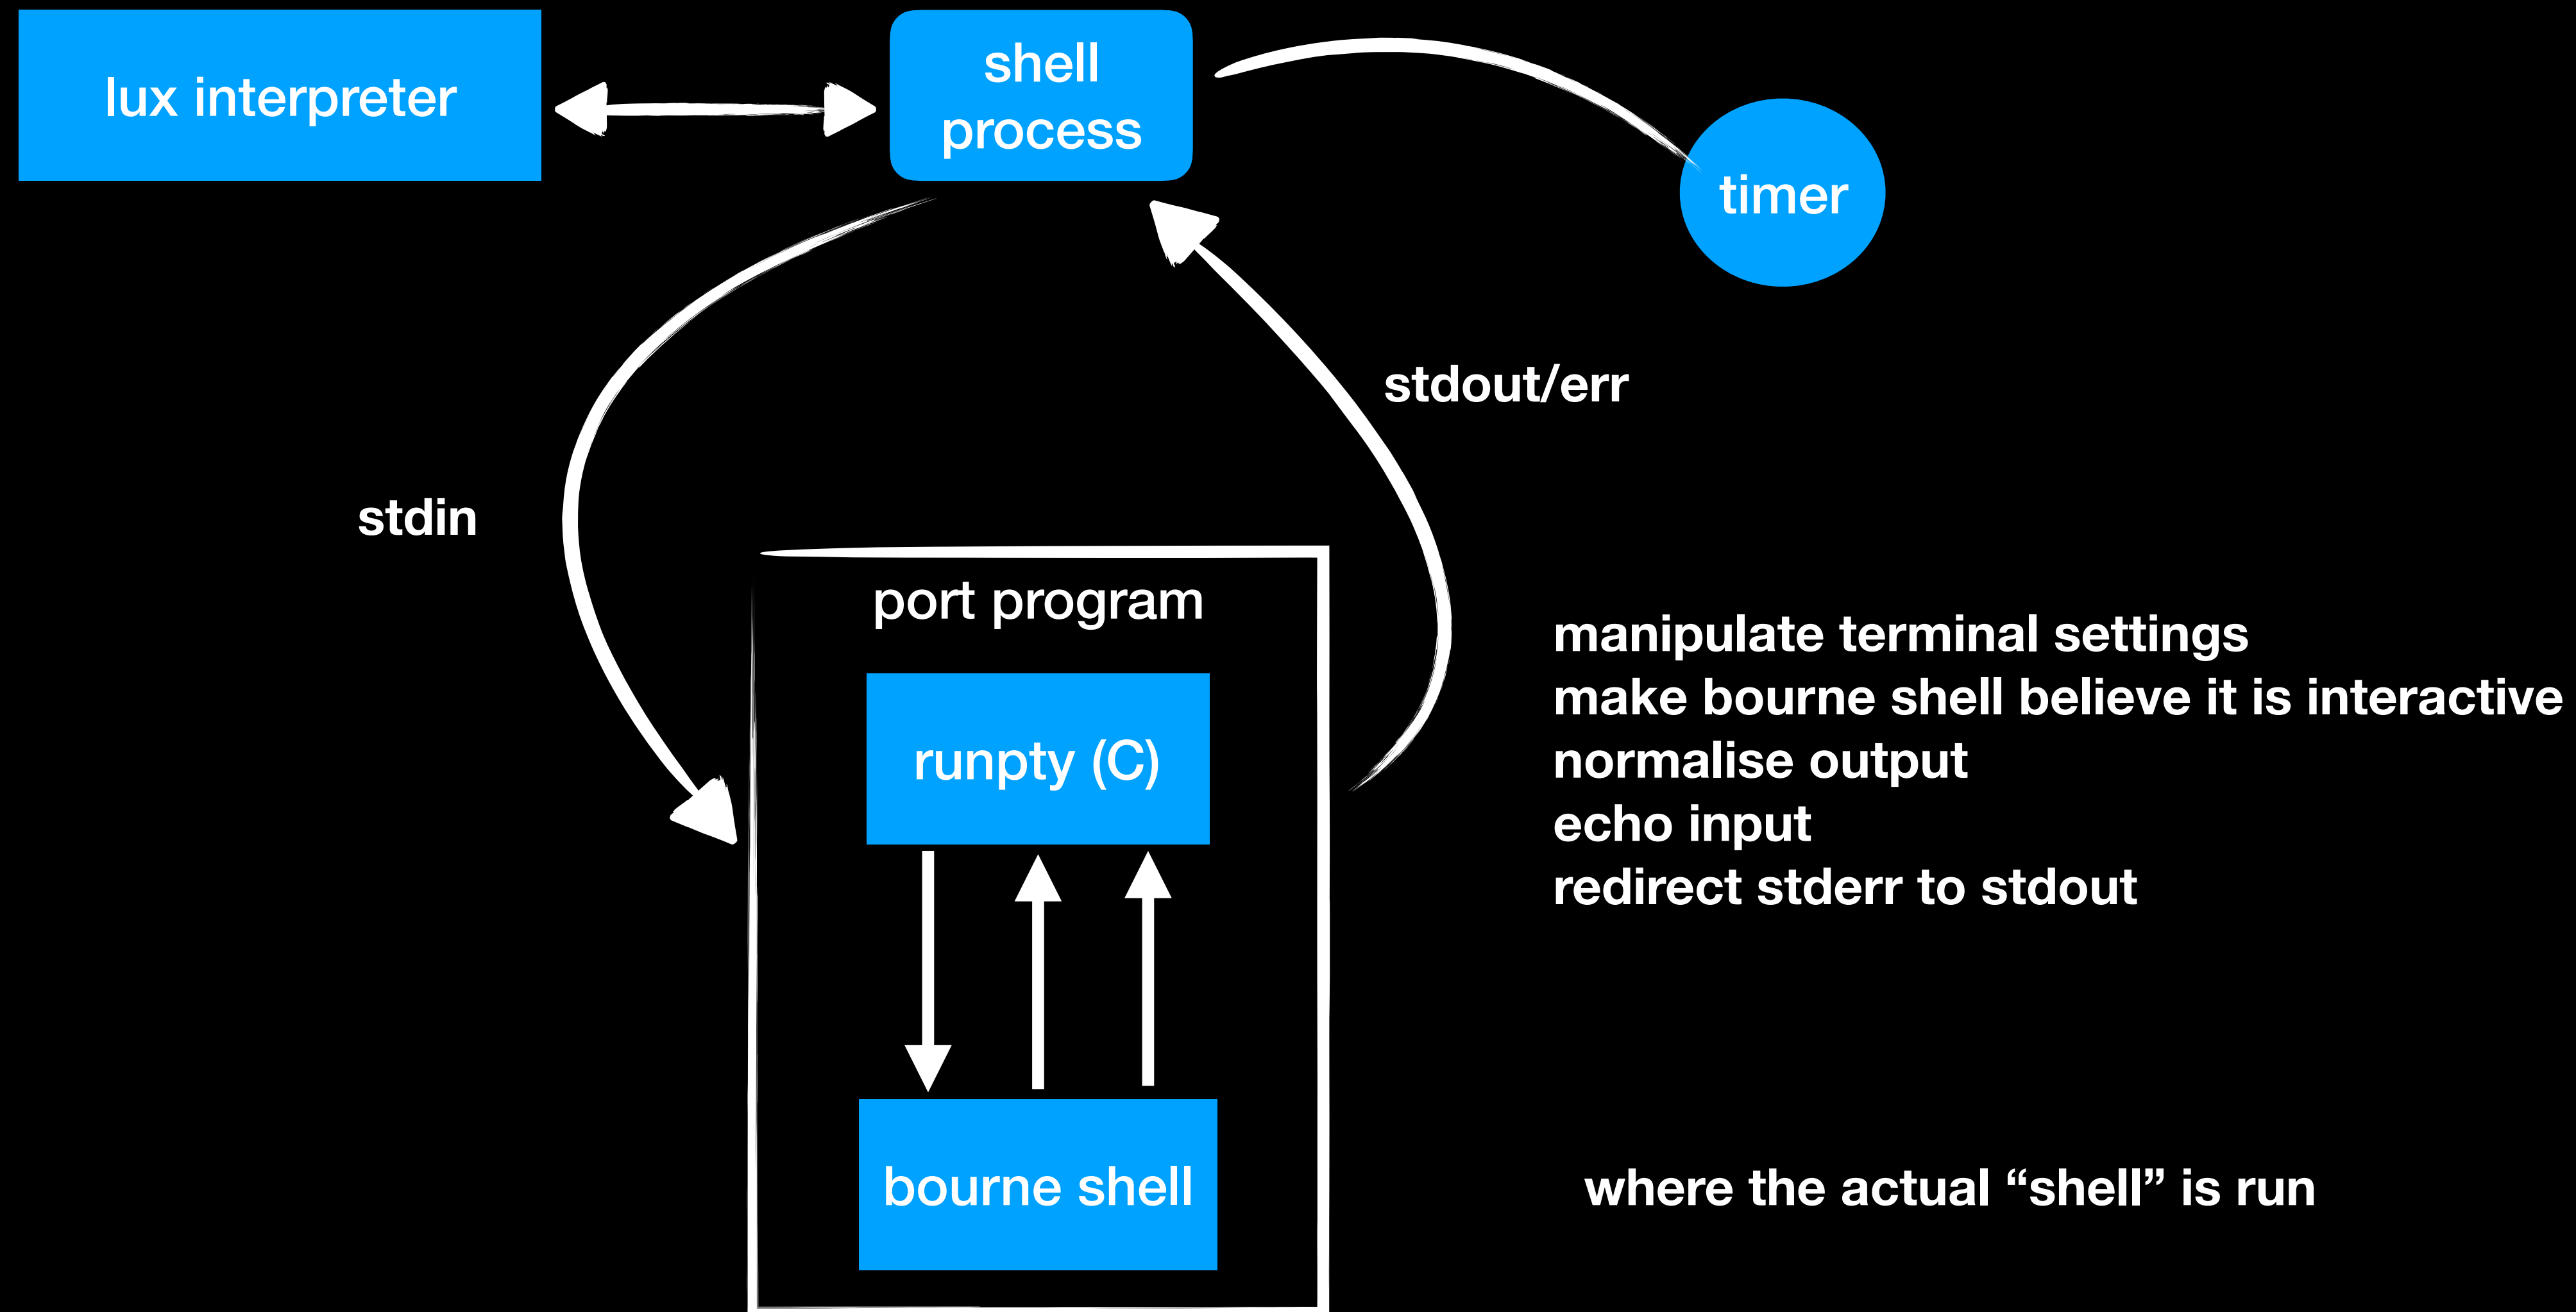 lux interpreter
shell
process
timer
stdout/err
stdin
port program
runpty (C)
manipulate terminal settings
make bourne shell believe it is interactive
normalise output
echo input
redirect stderr to stdout
bourne shell
where the actual “shell” is run